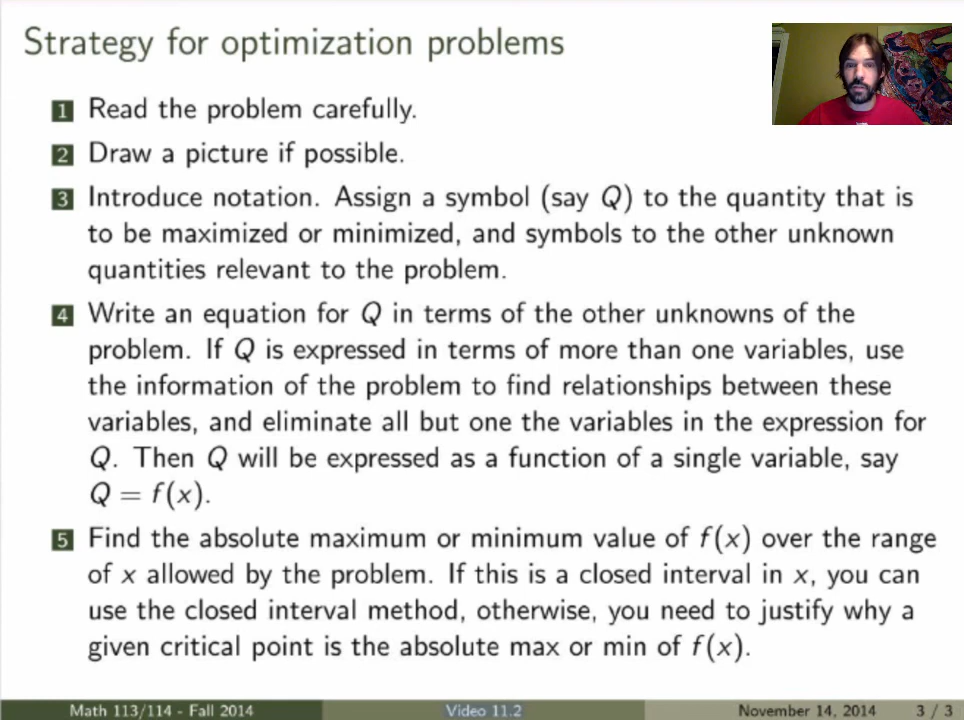 Strategy for optimization problems
1 Read the problem carefully.
2 Draw a picture if possible.
3 Introduce notation. Assign a symbol (say Q) to the quantity that is
to be maximized or minimized, and symbols to the other unknown
quantities relevant to the problem.
4 Write an equation for Q in terms of the other unknowns of the
problem. If Q is expressed in terms of more than one variables, use
the information of the problem to find relationships between these
variables, and eliminate all but one the variables in the expression for
Q. Then Q will be expressed as a function of a single variable, say
Q = f(x).
5 Find the absolute maximum or minimum value of f(x) over the range
of x allowed by the problem. If this is a closed interval in x, you can
use the closed interval method, otherwise, you need to justify why a
given critical point is the absolute max or min of f(x).
Math 113/114 - Fall 2014 Video 11.2 November 14, 2014 3 / 3